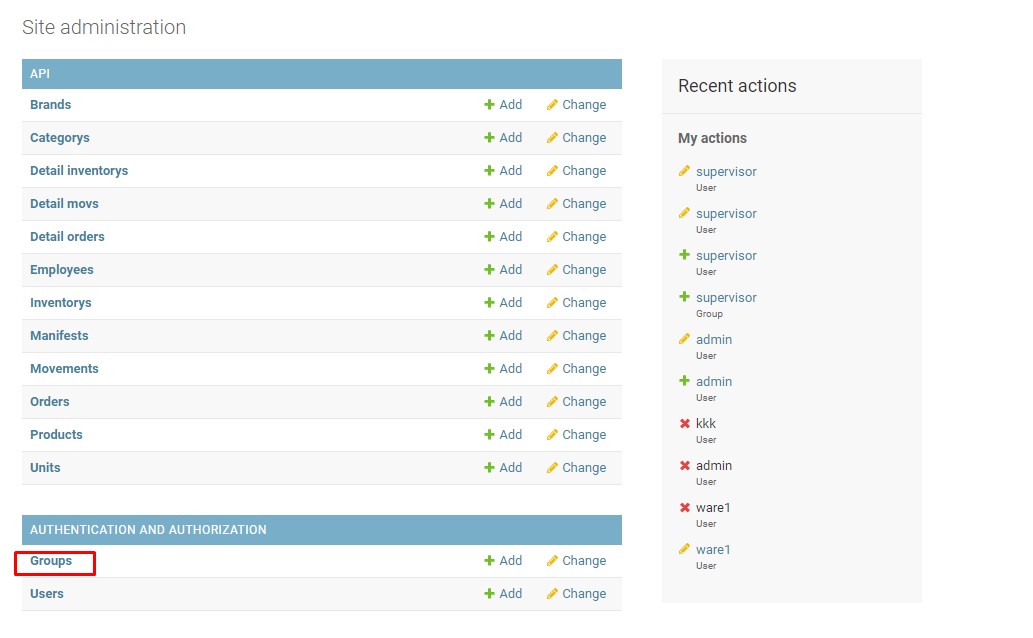 Site administration
API
Brands Add Change
Categorys Add Change
Detail inventorys Add Change
Detail movs Add Change
Detail orders Add Change
Employees Add Change
Inventorys Add Change
Manifests Add Change
Movements Add Change
Orders Add Change
Products Add Change
Units Add Change
AUTHENTICATION AND AUTHORIZATION
Groups Add Change
Users Add Change
Recent actions
My actions
supervisor
User
supervisor
User
supervisor
User
supervisor
Group
admin
User
admin
User
kkk
User
admin
User
ware1
User
ware1
User